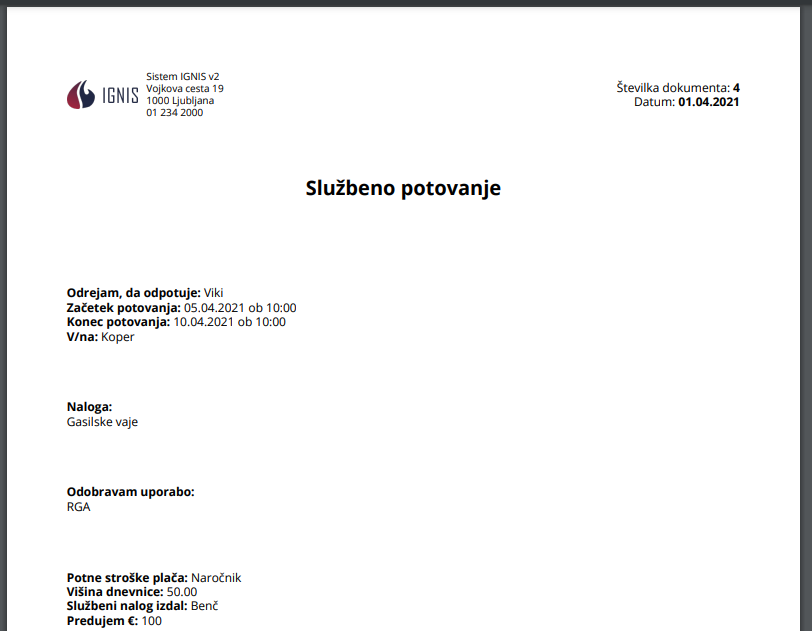 IGNIS
Sistem IGNIS v2
Vojkova cesta 19
1000 Ljubljana
01 234 2000
Številka dokumenta: 4
Datum: 01.04.2021
Službeno potovanje
Odrejam, da odpotuje: Viki
Začetek potovanja: 05.04.2021 ob 10:00
Konec potovanja: 10.04.2021 ob 10:00
V/na: Koper
Naloga:
Gasilske vaje
Odobravam uporabo:
RGA
Potne stroške plača: Naročnik
Višina dnevnice: 50.00
Službeni nalog izdal: Benč
Predujem €: 100